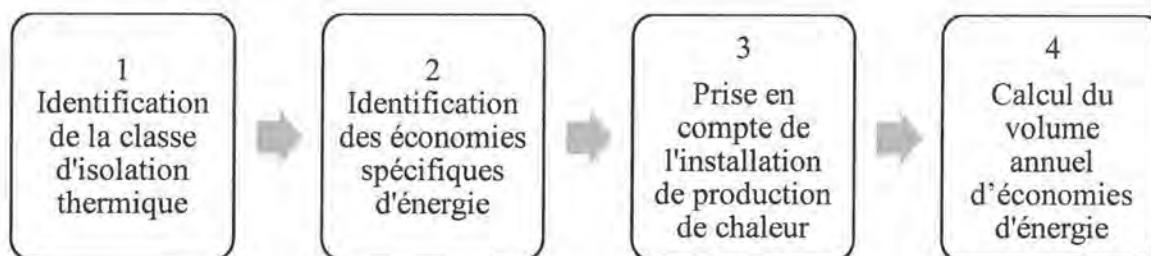 1
Identification
de la classe
d'isolation
thermique
2
Identification
des économies
spécifiques
d'énergie
3
Prise en
compte de
l'installation
de production
de chaleur
4
Calcul du
volume
annuel
d’économies
d'énergie